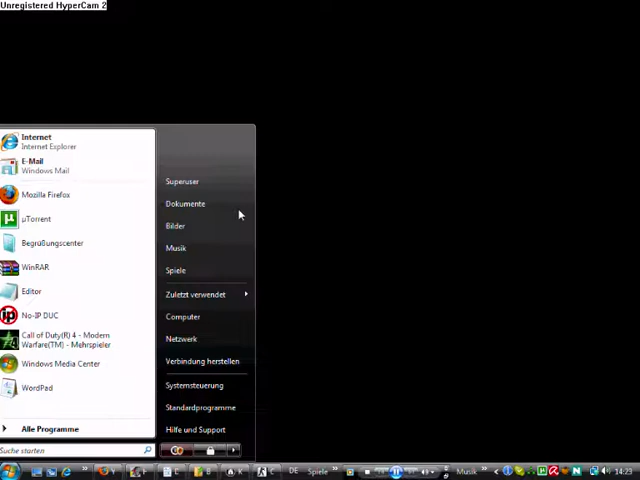 Unregistered HyperCam 2
Internet
Internet Explorer
E-Mail
Windows Mail
Mozilla Firefox
µTorrent
Begrüßungscenter
WinRAR
Editor
No-IP DUC
Call of Duty(R) 4 - Modern
Warfare(TM) - Mehrspieler
Windows Media Center
WordPad
Alle Programme
Suche starten
Superuser
Dokumente
Bilder
Musik
Spiele
Zuletzt verwendet
Computer
Netzwerk
Verbindung herstellen
Systemsteuerung
Standardprogramme
Hilfe und Support
DE Spiele Musik 14:23